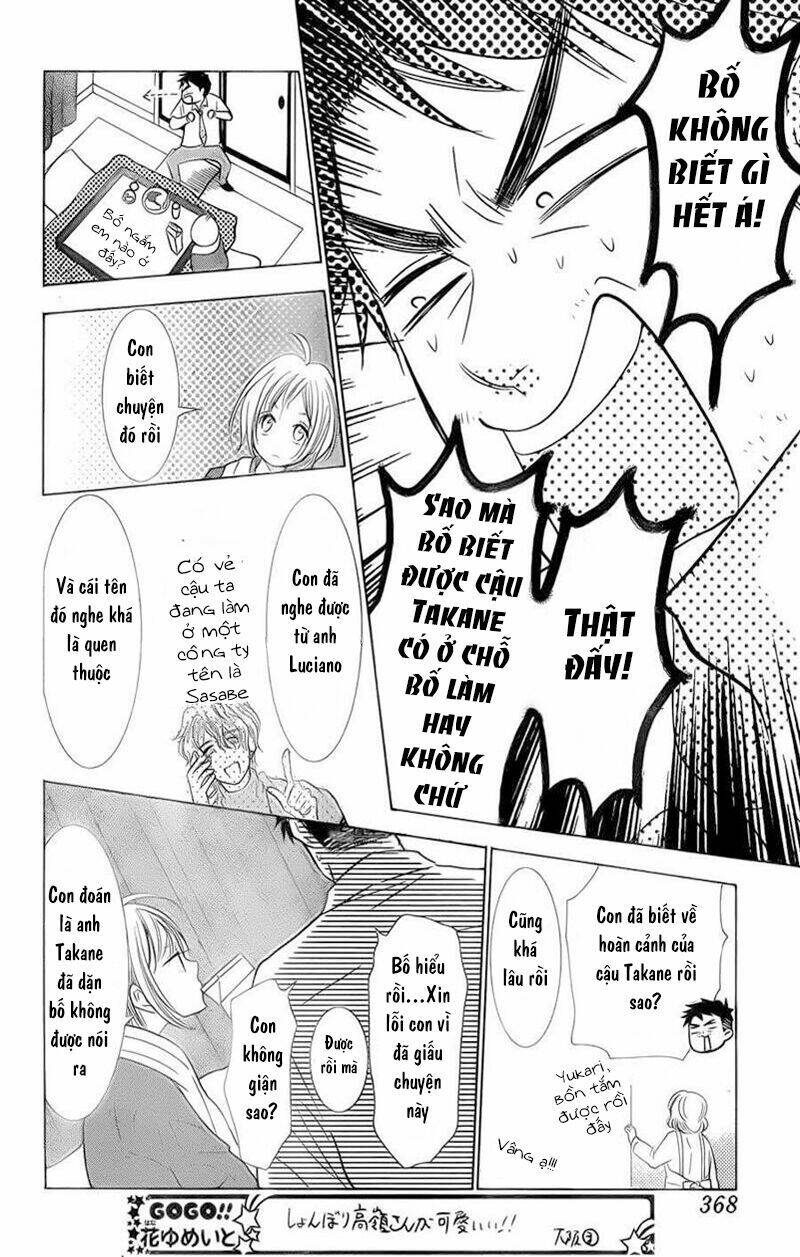 BỐ
KHÔNG
BIẾT GÌ
HẾT Á!
THẬT
ĐẤY!
SAO MÀ
BỐ BIẾT
ĐƯỢC CẬU
TAKANE
CÓ Ở CHỖ
BỐ LÀM
HAY
KHÔNG
CHỨ
Bố ngắm
em nào ở
đấy?
Con
biết
chuyện
đó rồi
Con đã
nghe được
từ anh
Luciano
Có vẻ
cậu ta
đang làm
ở một
công ty
tên là
Sasabe
Và cái tên
đó nghe khá
là quen
thuộc
Con đã biết về
hoàn cảnh của
cậu Takane rồi
sao?
Cũng
khá
lâu rồi
Yukari,
Bồn tắm
được rồi
đấy
Vâng ạ!!!
Bố hiểu
rồi...Xin
lỗi con vì
đã giấu
chuyện
này
Được
rồi mà
Con
không
giận
sao?
Con đoán
là anh
Takane
đã dặn
bố không
được nói
ra
368
GOGO!!
花ゆめいと
はな
しょんぼり高嶺さんが可愛いい!!